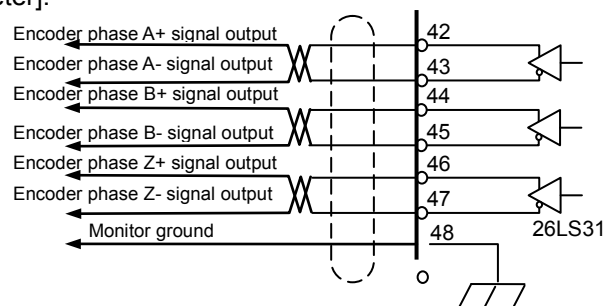 eter].
Encoder phase A+ signal output
42
Encoder phase A- signal output
43
Encoder phase B+ signal output
44
Encoder phase B- signal output
45
Encoder phase Z+ signal output
46
Encoder phase Z- signal output
47
26LS31
Monitor ground
48